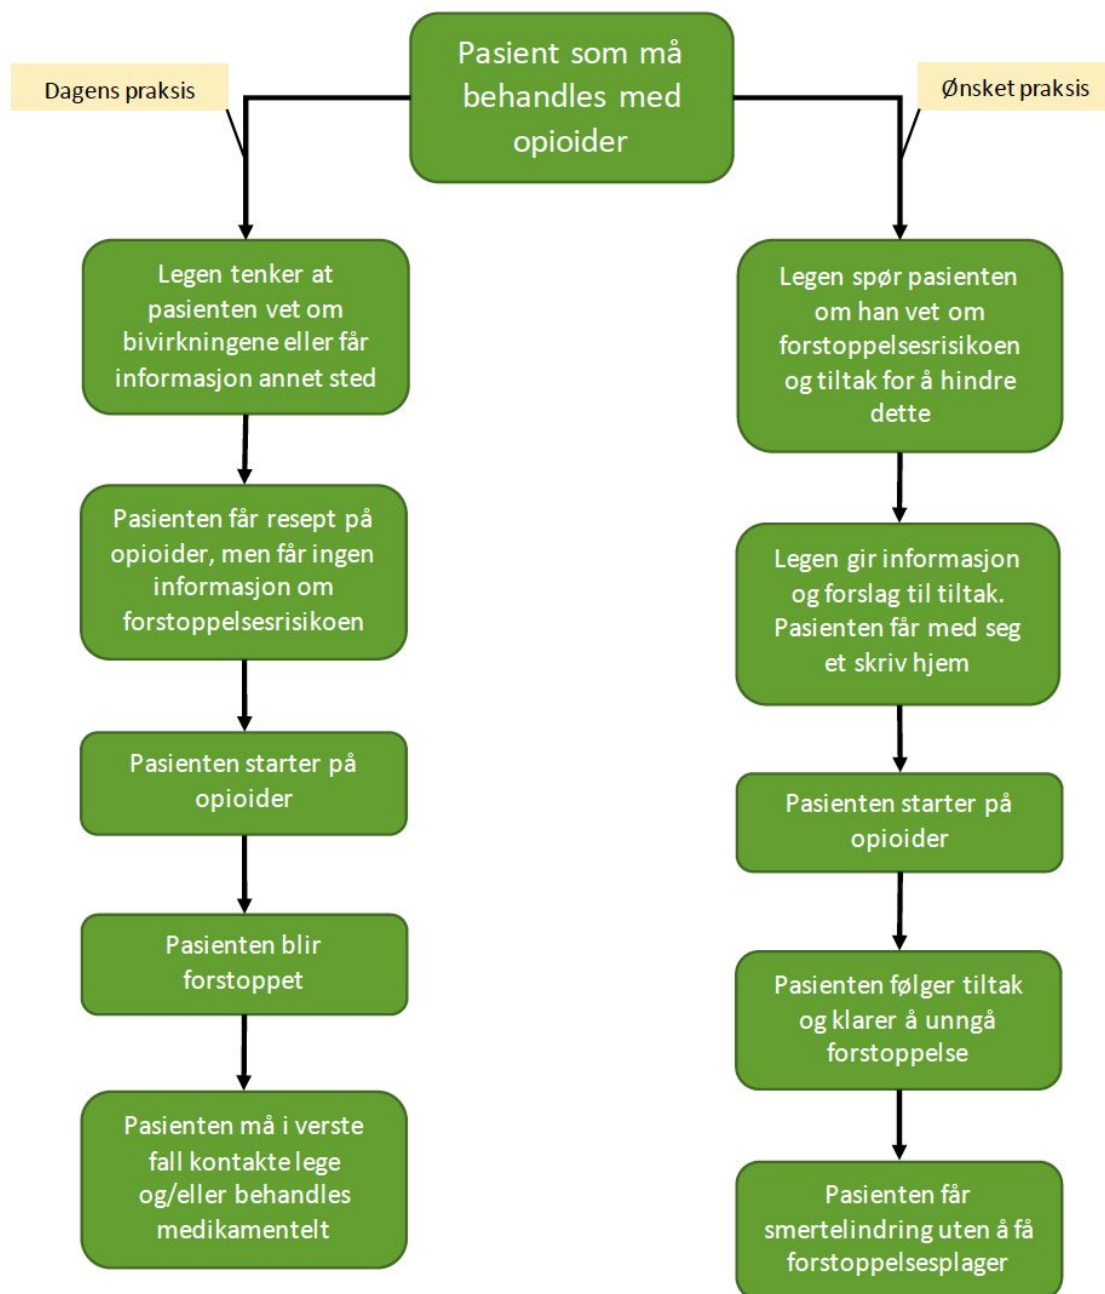 Pasient som må
behandles med
opioider
Dagens praksis
Ønsket praksis
Legen tenker at
pasienten vet om
bivirkningene eller får
informasjon annet sted
Pasienten får resept på
opioider, men får ingen
informasjon om
forstoppelsesrisikoen
Pasienten starter på
opioider
Pasienten blir
forstoppet
Pasienten må i verste
fall kontakte lege
og/eller behandles
medikamentelt
Legen spør pasienten
om han vet om
forstoppelsesrisikoen
og tiltak for å hindre
dette
Legen gir informasjon
og forslag til tiltak.
Pasienten får med seg
et skriv hjem
Pasienten starter på
opioider
Pasienten følger tiltak
og klarer å unngå
forstoppelse
Pasienten får
smertelindring uten å få
forstoppelsesplager